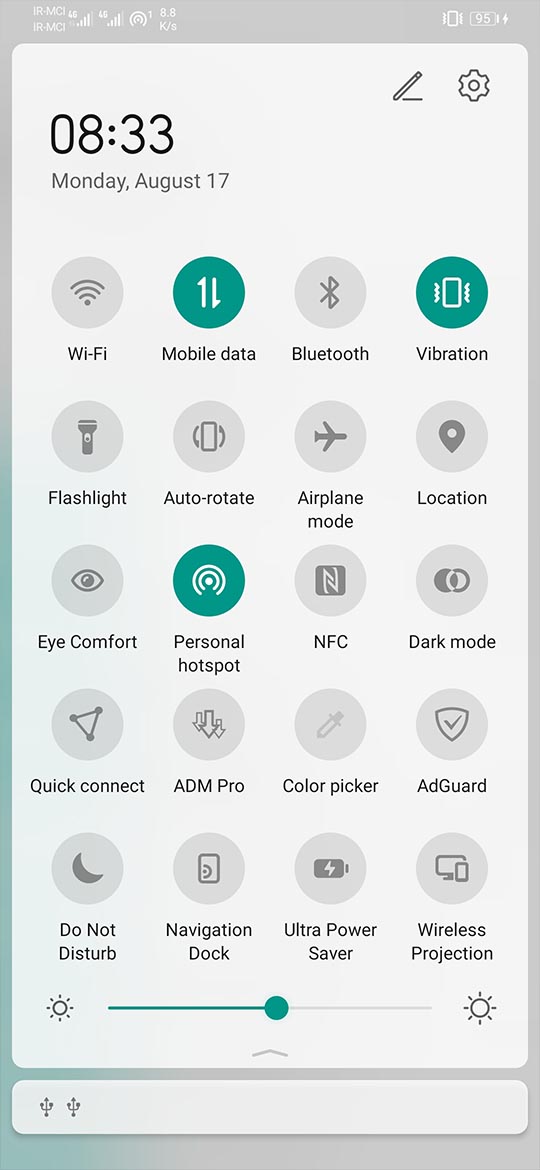 IR-MCI 4G 4G 1 8.8
IR-MCI K/s
95
08:33
Monday, August 17
Wi-Fi Mobile data Bluetooth Vibration
Flashlight Auto-rotate Airplane mode Location
Eye Comfort Personal hotspot NFC Dark mode
Quick connect ADM Pro Color picker AdGuard
Do Not Disturb Navigation Dock Ultra Power Saver Wireless Projection